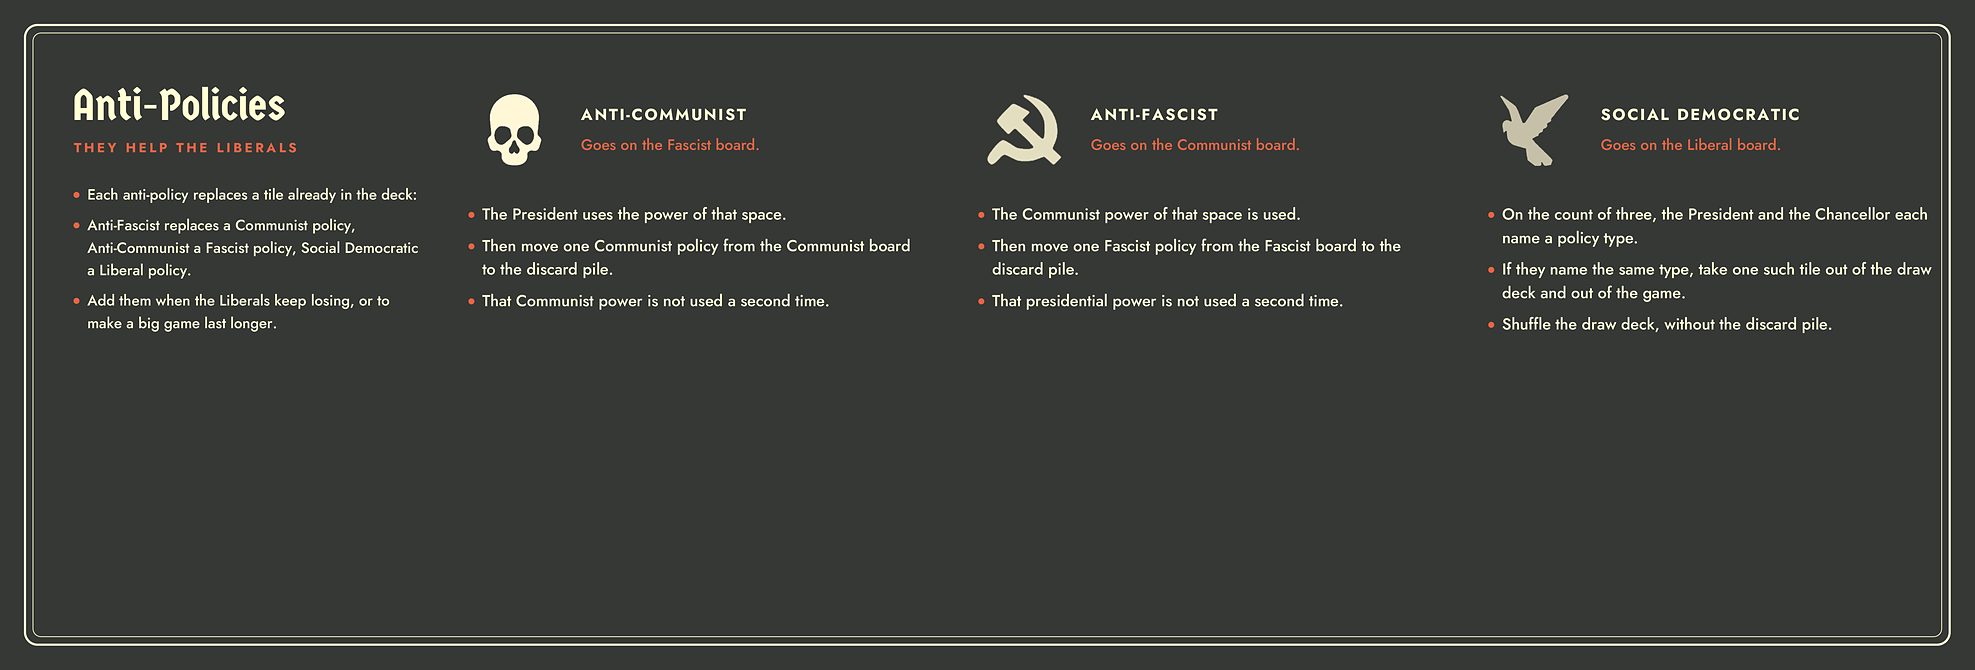 Anti-Policies
THEY HELP THE LIBERALS
Each anti-policy replaces a tile already in the deck:
Anti-Fascist replaces a Communist policy,
Anti-Communist a Fascist policy, Social Democratic
a Liberal policy.
Add them when the Liberals keep losing, or to
make a big game last longer.
ANTI-COMMUNIST
Goes on the Fascist board.
The President uses the power of that space.
Then move one Communist policy from the Communist board
to the discard pile.
That Communist power is not used a second time.
ANTI-FASCIST
Goes on the Communist board.
The Communist power of that space is used.
Then move one Fascist policy from the Fascist board to the
discard pile.
That presidential power is not used a second time.
SOCIAL DEMOCRATIC
Goes on the Liberal board.
On the count of three, the President and the Chancellor each
name a policy type.
If they name the same type, take one such tile out of the draw
deck and out of the game.
Shuffle the draw deck, without the discard pile.